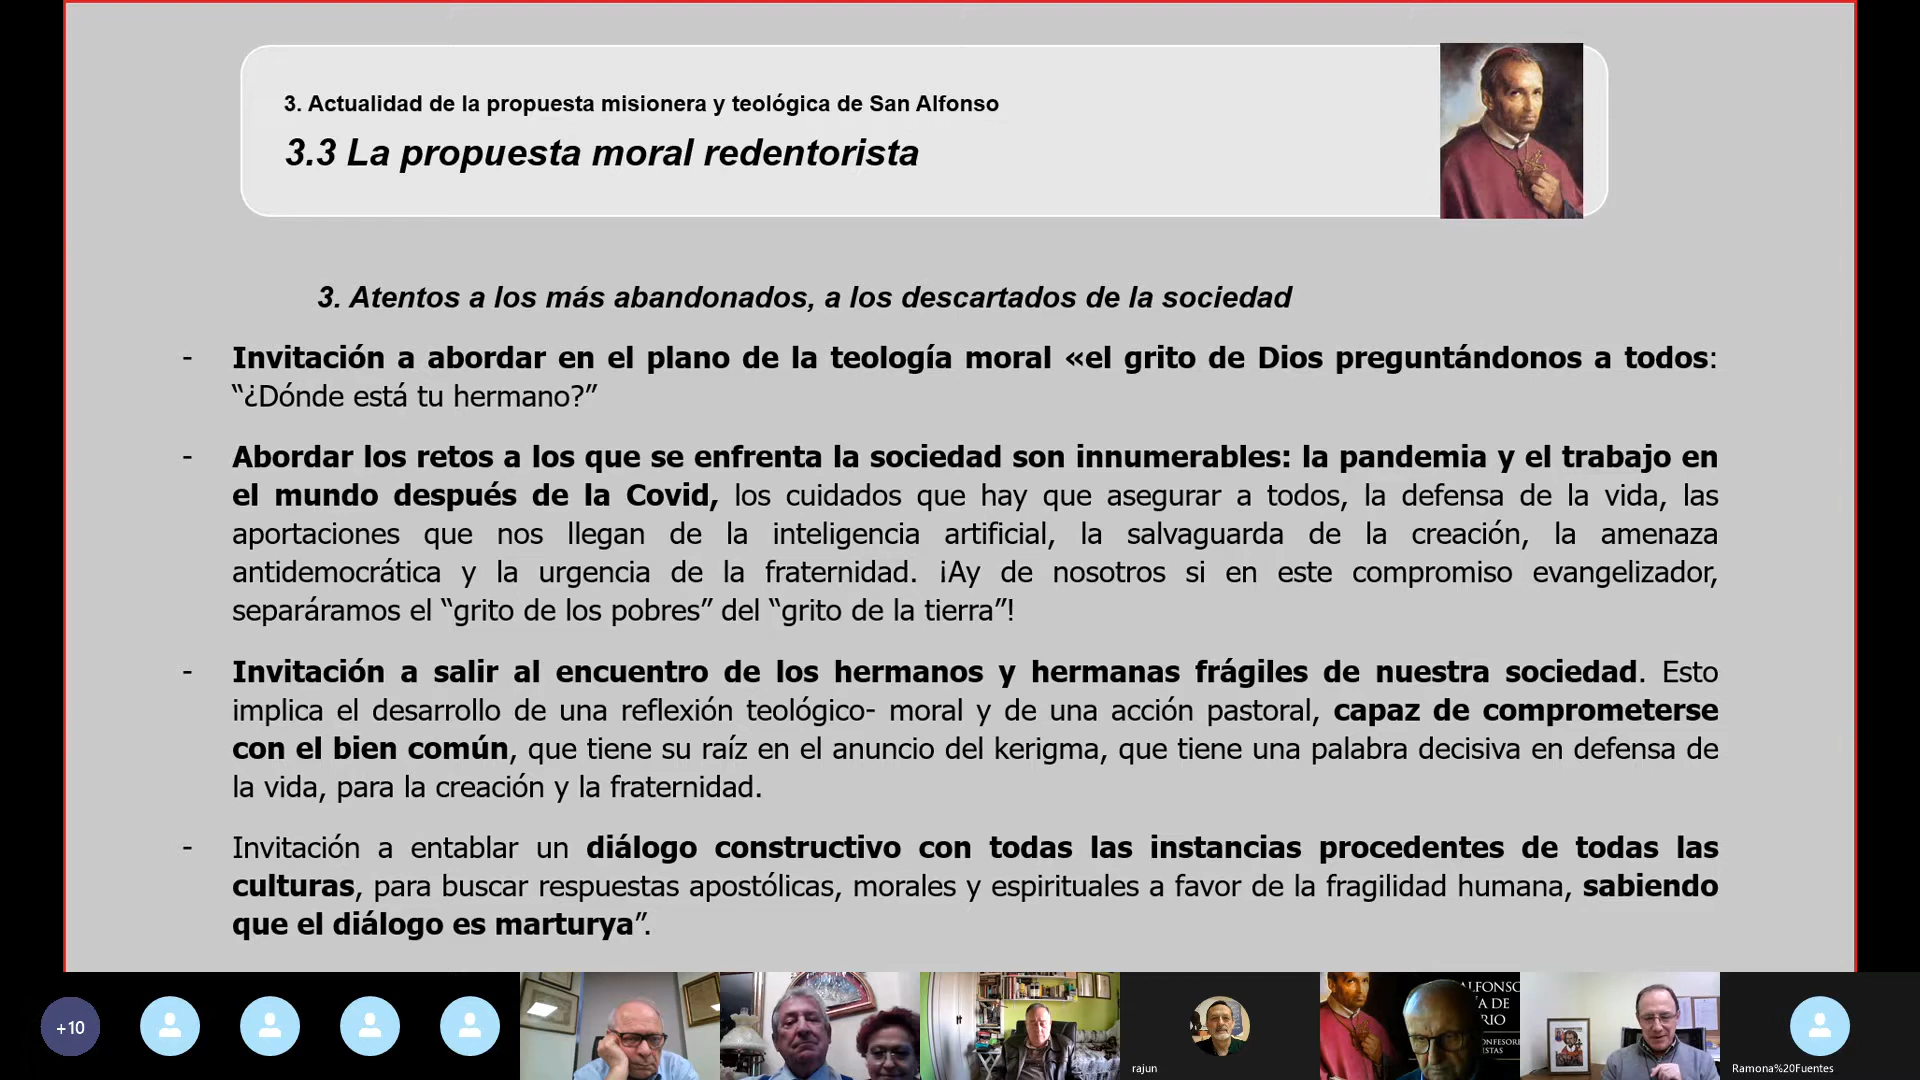 3. Actualidad de la propuesta misionera y teológica de San Alfonso
3.3 La propuesta moral redentorista
3. Atentos a los más abandonados, a los descartados de la sociedad
- Invitación a abordar en el plano de la teología moral «el grito de Dios preguntándonos a todos:
“¿Dónde está tu hermano?”
- Abordar los retos a los que se enfrenta la sociedad son innumerables: la pandemia y el trabajo en
el mundo después de la Covid, los cuidados que hay que asegurar a todos, la defensa de la vida, las
aportaciones que nos llegan de la inteligencia artificial, la salvaguarda de la creación, la amenaza
antidemocrática y la urgencia de la fraternidad. ¡Ay de nosotros si en este compromiso evangelizador,
separáramos el “grito de los pobres” del “grito de la tierra”!
- Invitación a salir al encuentro de los hermanos y hermanas frágiles de nuestra sociedad. Esto
implica el desarrollo de una reflexión teológico- moral y de una acción pastoral, capaz de comprometerse
con el bien común, que tiene su raíz en el anuncio del kerigma, que tiene una palabra decisiva en defensa de
la vida, para la creación y la fraternidad.
- Invitación a entablar un diálogo constructivo con todas las instancias procedentes de todas las
culturas, para buscar respuestas apostólicas, morales y espirituales a favor de la fragilidad humana, sabiendo
que el diálogo es marturya”.
+10
rajun
ALFONSO
ÍA DE
RIO
ONFESORE
ISTAS
Ramona%20Fuentes